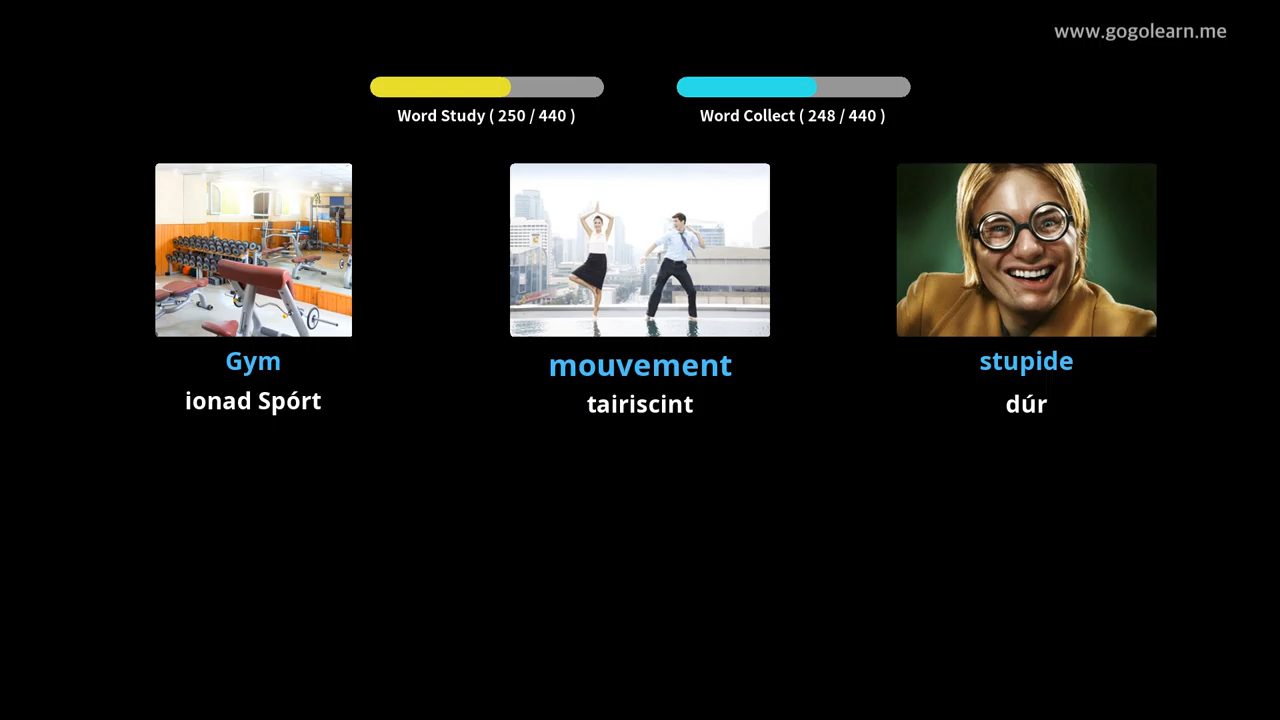 www.gogolearn.me
Word Study ( 250 / 440 )
Word Collect ( 248 / 440 )
Gym
ionad Spórt
mouvement
tairiscint
stupide
dúr